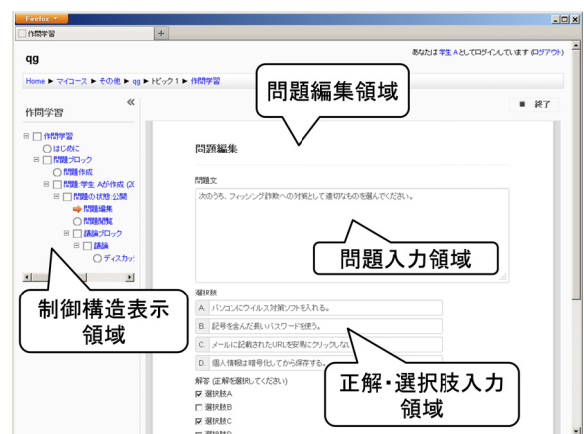 Firefox
作問学習
qg
あなたは 学生 A としてログインしています (ログアウト)
Home ► マイコース ► その他 ► qg ► トピック 1 ► 作問学習
問題編集領域
作問学習
終了
作問学習
はじめに
問題ブロック
問題作成
問題:学生 Aが作成 (2(
問題の状態:公開
問題編集
問題閲覧
議論ブロック
議論
ディスカッ
制御構造表示
領域
問題編集
問題文
次のうち、フィッシング詐欺への対策として適切なものを選んでください。
問題入力領域
選択肢
A. パソコンにウイルス対策ソフトを入れる。
B. 記号を含んだ長いパスワードを使う。
C. メールに記載されたURLを安易にクリックしない
D. 個人情報は暗号化してから保存する。
正解・選択肢入力
領域
解答 (正解を選択してください)
選択肢A
選択肢B
選択肢C
選択肢D